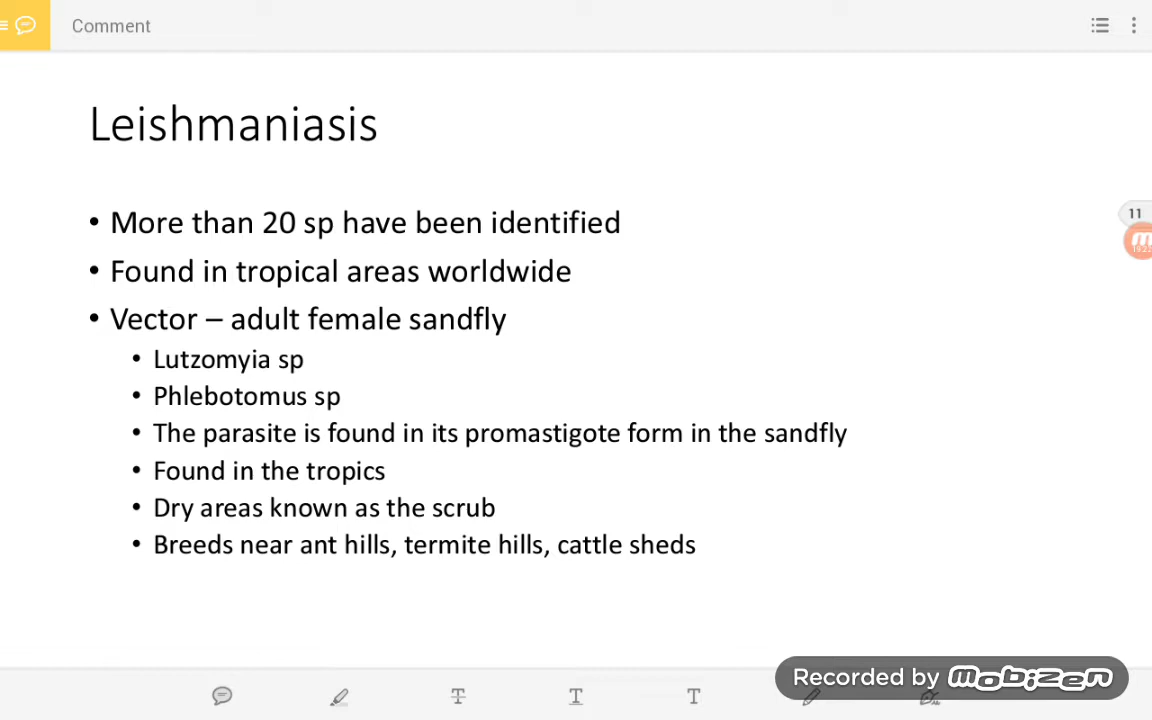 Comment
Leishmaniasis
• More than 20 sp have been identified
• Found in tropical areas worldwide
11
• Vector – adult female sandfly
• Lutzomyia sp
• Phlebotomus sp
• The parasite is found in its promastigote form in the sandfly
• Found in the tropics
• Dry areas known as the scrub
• Breeds near ant hills, termite hills, cattle sheds
Recorded by mobizen
T
T
T